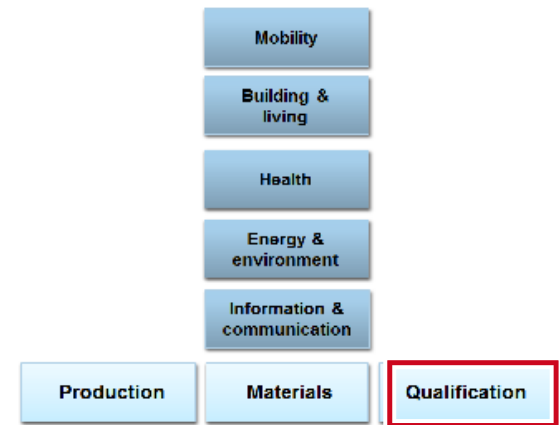 Mobility
Building &
living
Health
Energy &
environment
Information &
communication
Production
Materials
Qualification